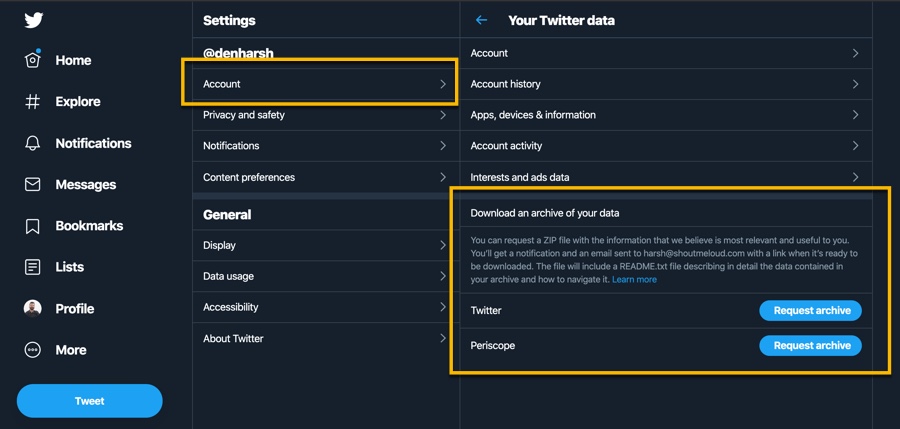 Home
Explore
Notifications
Messages
Bookmarks
Lists
Profile
More
Tweet
Settings
@denharsh
Account
Privacy and safety
Notifications
Content preferences
General
Display
Data usage
Accessibility
About Twitter
Your Twitter data
Account
Account history
Apps, devices & information
Account activity
Interests and ads data
Download an archive of your data
You can request a ZIP file with the information that we believe is most relevant and useful to you.
You'll get a notification and an email sent to harsh@shoutmeloud.com with a link when it's ready to
be downloaded. The file will include a README.txt file describing in detail the data contained in
your archive and how to navigate it. Learn more
Twitter Request archive
Periscope Request archive